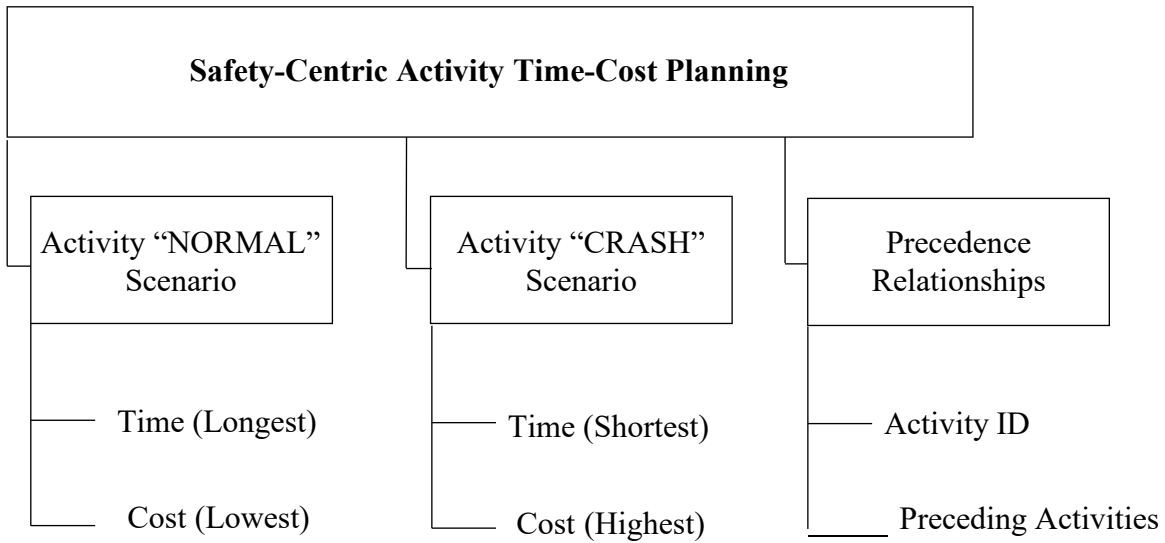 Safety-Centric Activity Time-Cost Planning
Activity “NORMAL”
Scenario
Time (Longest)
Cost (Lowest)
Activity “CRASH”
Scenario
Time (Shortest)
Cost (Highest)
Precedence
Relationships
Activity ID
Preceding Activities